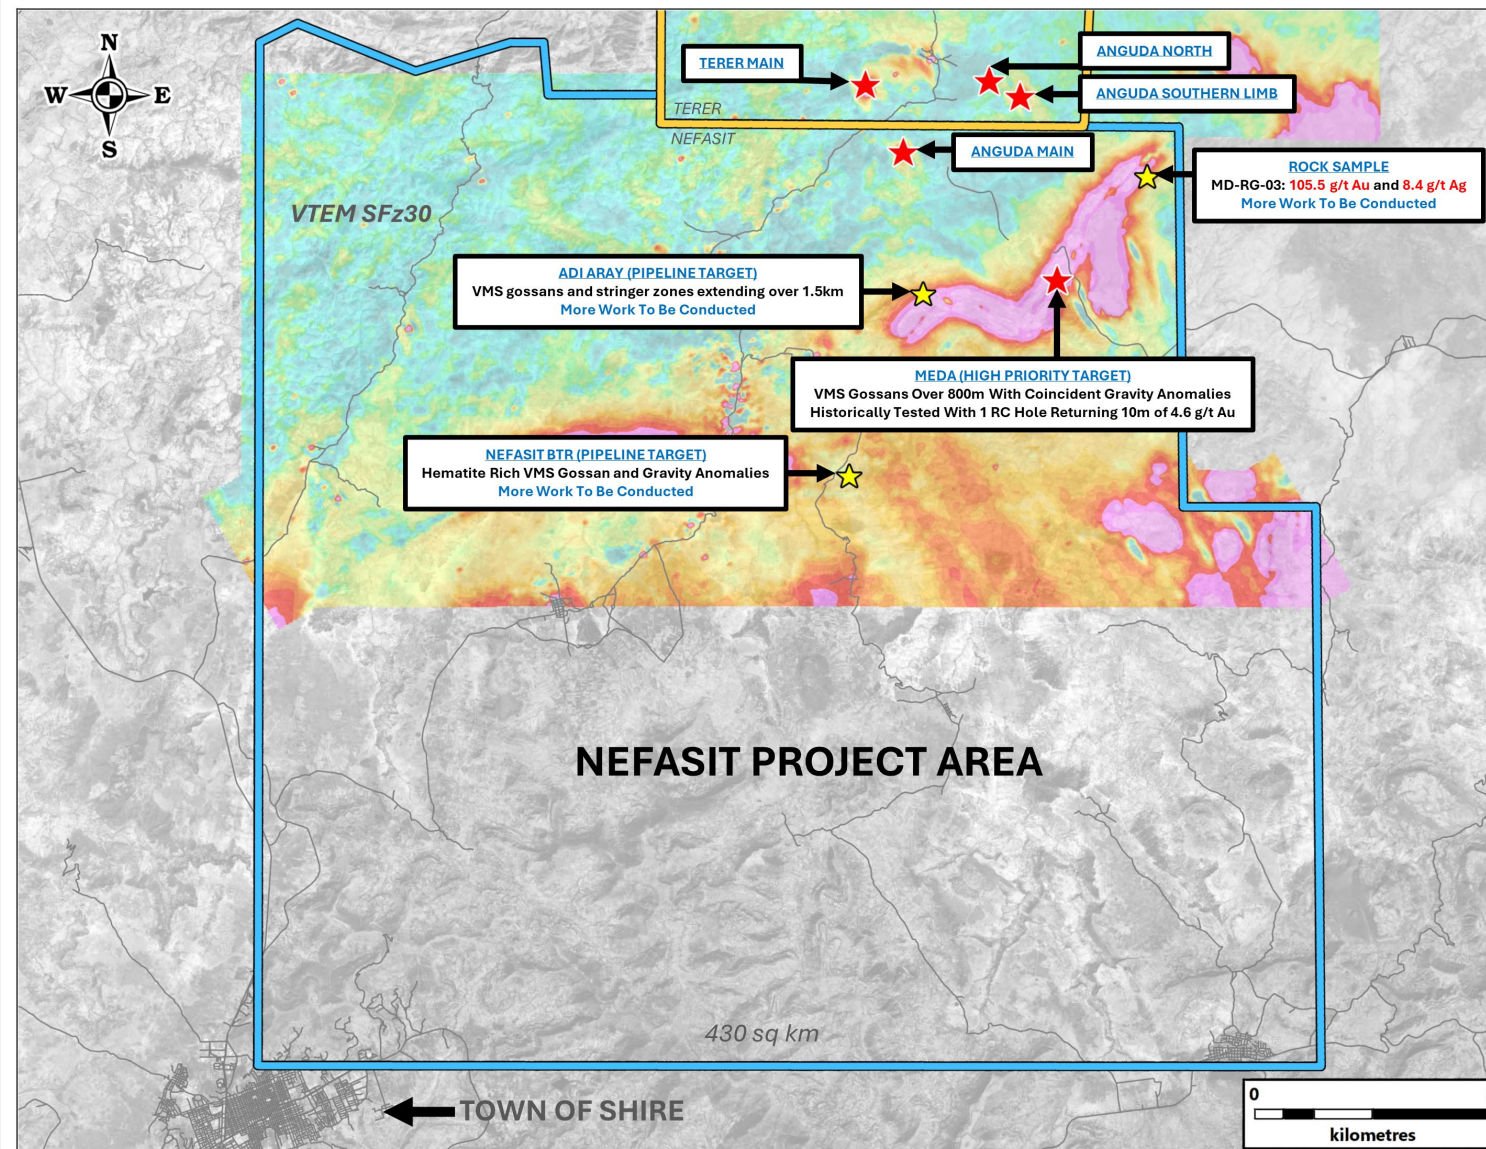 N
W
E
S
TERER MAIN
ANGUDA NORTH
ANGUDA SOUTHERN LIMB
TERER
NEFASIT
ANGUDA MAIN
ROCK SAMPLE
MD-RG-03: 105.5 g/t Au and 8.4 g/t Ag
More Work To Be Conducted
VTEM SFz30
ADI ARAY (PIPELINE TARGET)
VMS gossans and stringer zones extending over 1.5km
More Work To Be Conducted
MEDA (HIGH PRIORITY TARGET)
VMS Gossans Over 800m With Coincident Gravity Anomalies
Historically Tested With 1 RC Hole Returning 10m of 4.6 g/t Au
NEFASIT BTR (PIPELINE TARGET)
Hematite Rich VMS Gossan and Gravity Anomalies
More Work To Be Conducted
NEFASIT PROJECT AREA
430 sq km
TOWN OF SHIRE
0
kilometres